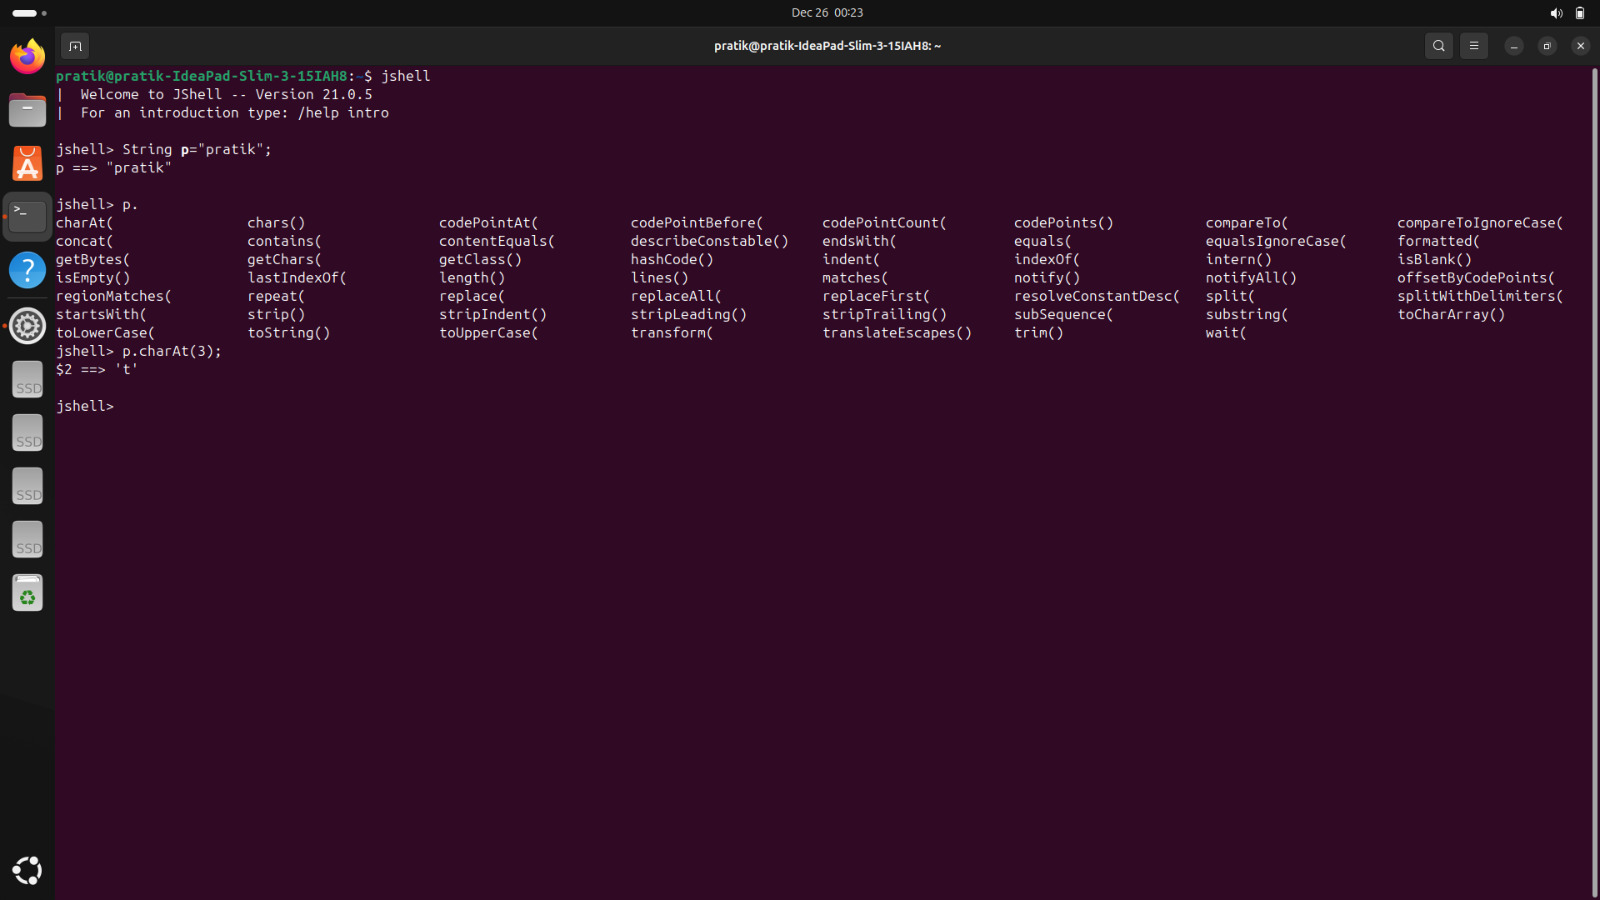 Dec 26 00:23
pratik@pratik-IdeaPad-Slim-3-15IAH8: ~
pratik@pratik-IdeaPad-Slim-3-15IAH8:~$ jshell
|  Welcome to JShell -- Version 21.0.5
|  For an introduction type: /help intro
jshell> String p="pratik";
p ==> "pratik"
jshell> p.
charAt( chars() codePointAt( codePointBefore( codePointCount( codePoints() compareTo( compareToIgnoreCase(
concat( contains( contentEquals( describeConstable() endsWith( equals( equalsIgnoreCase( formatted(
getBytes( getChars( getClass() hashCode() indent( indexOf( intern() isBlank()
isEmpty() lastIndexOf( length() lines() matches( notify() notifyAll() offsetByCodePoints(
regionMatches( repeat( replace( replaceAll( replaceFirst( resolveConstantDesc( split( splitWithDelimiters(
startsWith( strip() stripIndent() stripLeading() stripTrailing() subSequence( substring( toCharArray()
toLowerCase( toString() toUpperCase( transform( translateEscapes() trim() wait(
jshell> p.charAt(3);
$2 ==> 't'
jshell>
SSD
SSD
SSD
SSD